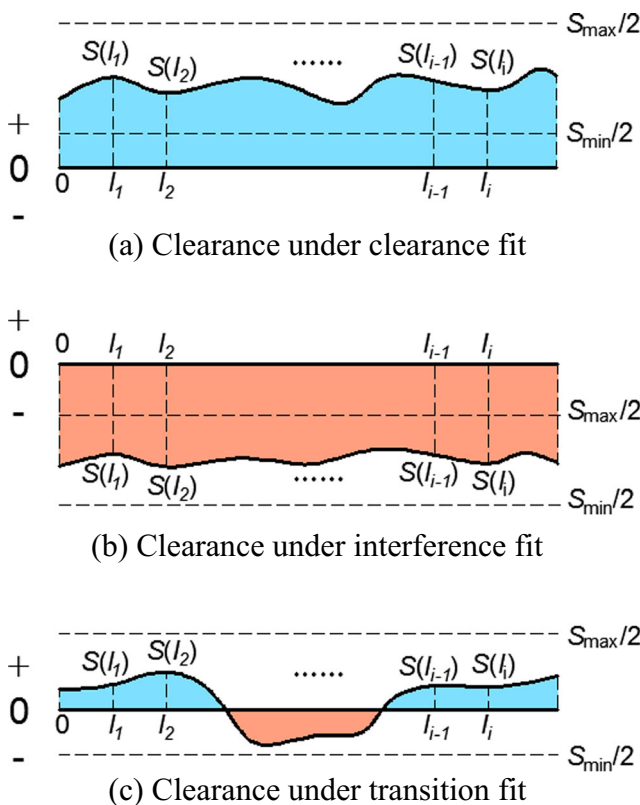 Smax/2
S(l1) S(l2) ...... S(li-1) S(li)
+
Smin/2
0
0 l1 l2 li-1 li
-
(a) Clearance under clearance fit
+
0 l1 l2 li-1 li
0
-
Smax/2
S(l1) S(l2) ...... S(li-1) S(li)
Smin/2
(b) Clearance under interference fit
Smax/2
+
S(l1) S(l2) ...... S(li-1) S(li)
0
0 l1 l2 li-1 li
-
Smin/2
(c) Clearance under transition fit